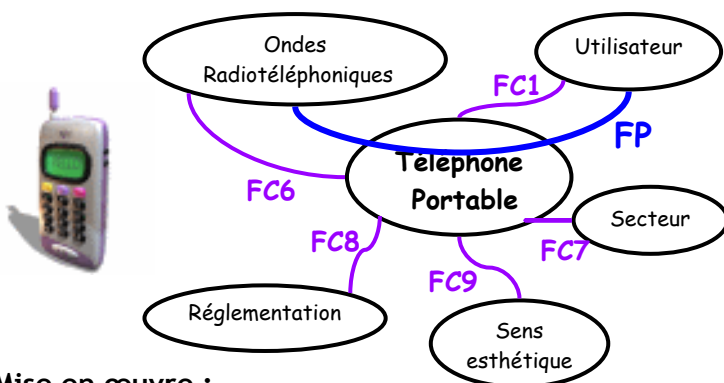 Ondes
Radiotéléphoniques
Utilisateur
FC1
FP
Téléphone
Portable
FC6
Secteur
FC8
FC7
FC9
Réglementation
Sens
esthétique
Mise en œuvre :